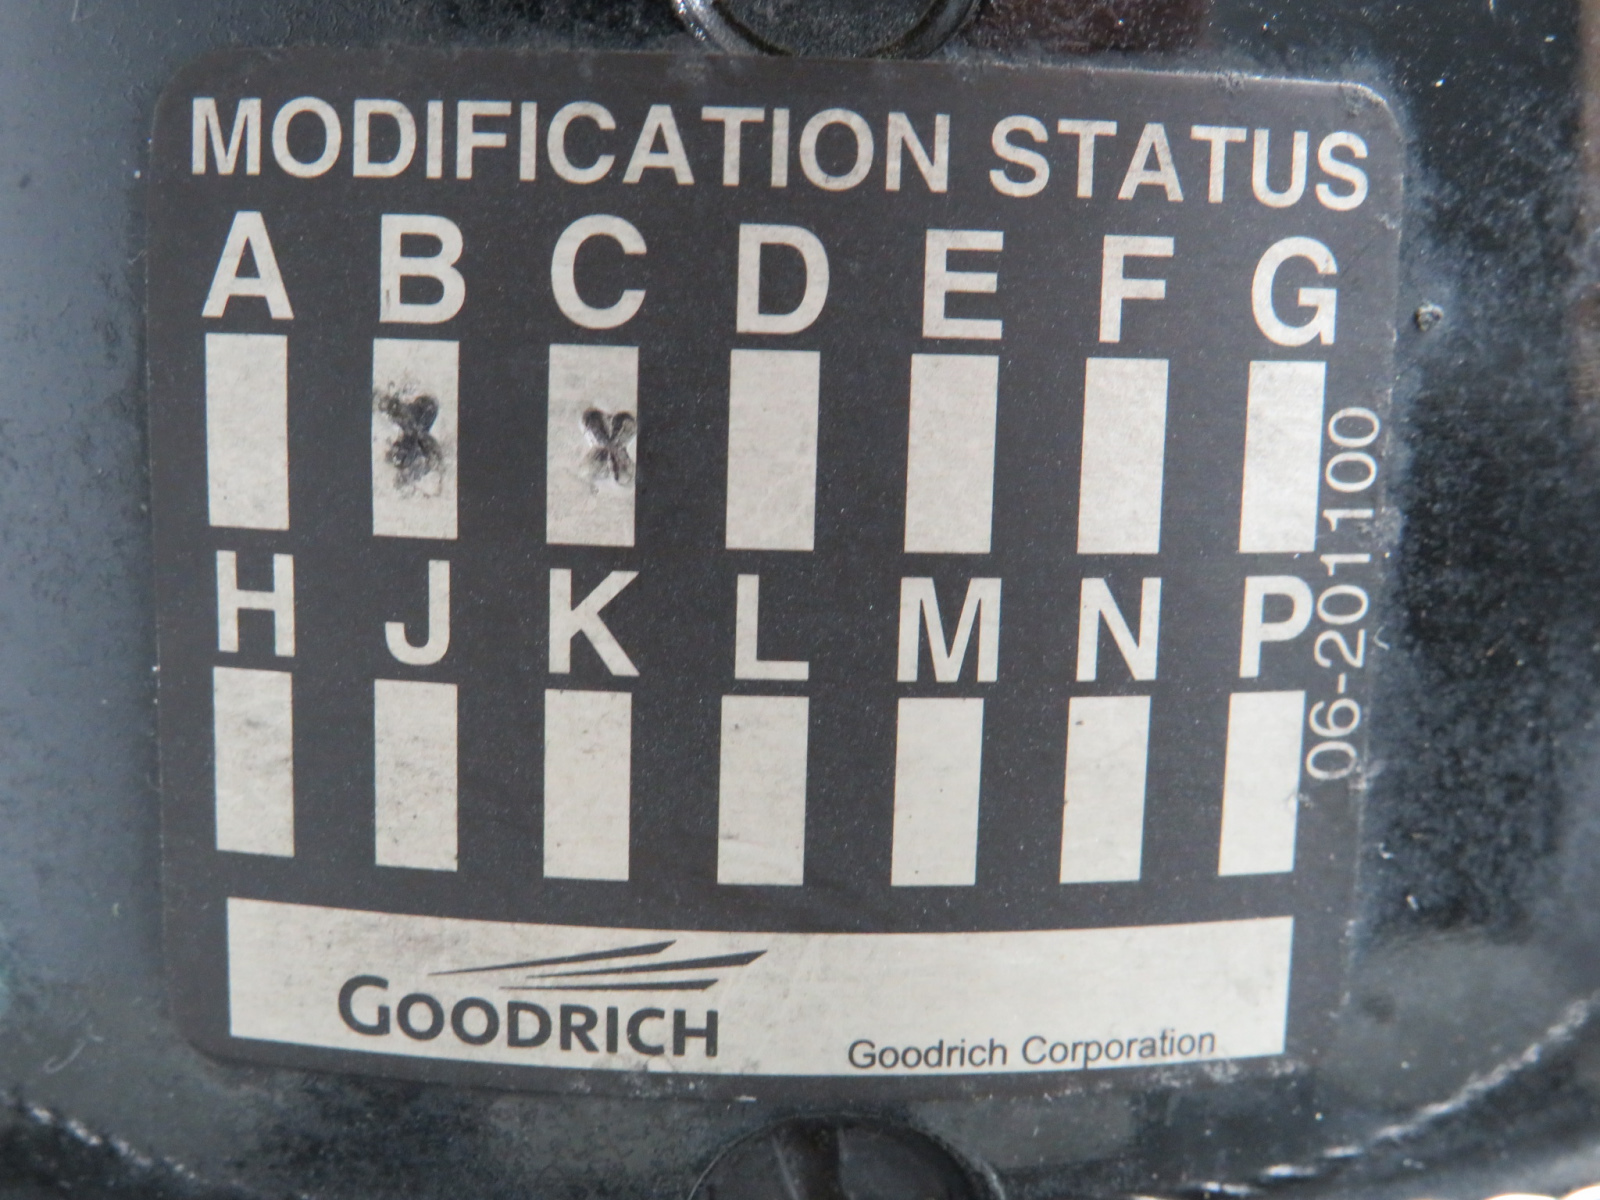 MODIFICATION STATUS
A B C D E F G
X X
H J K L M N P
06-201100
GOODRICH
Goodrich Corporation